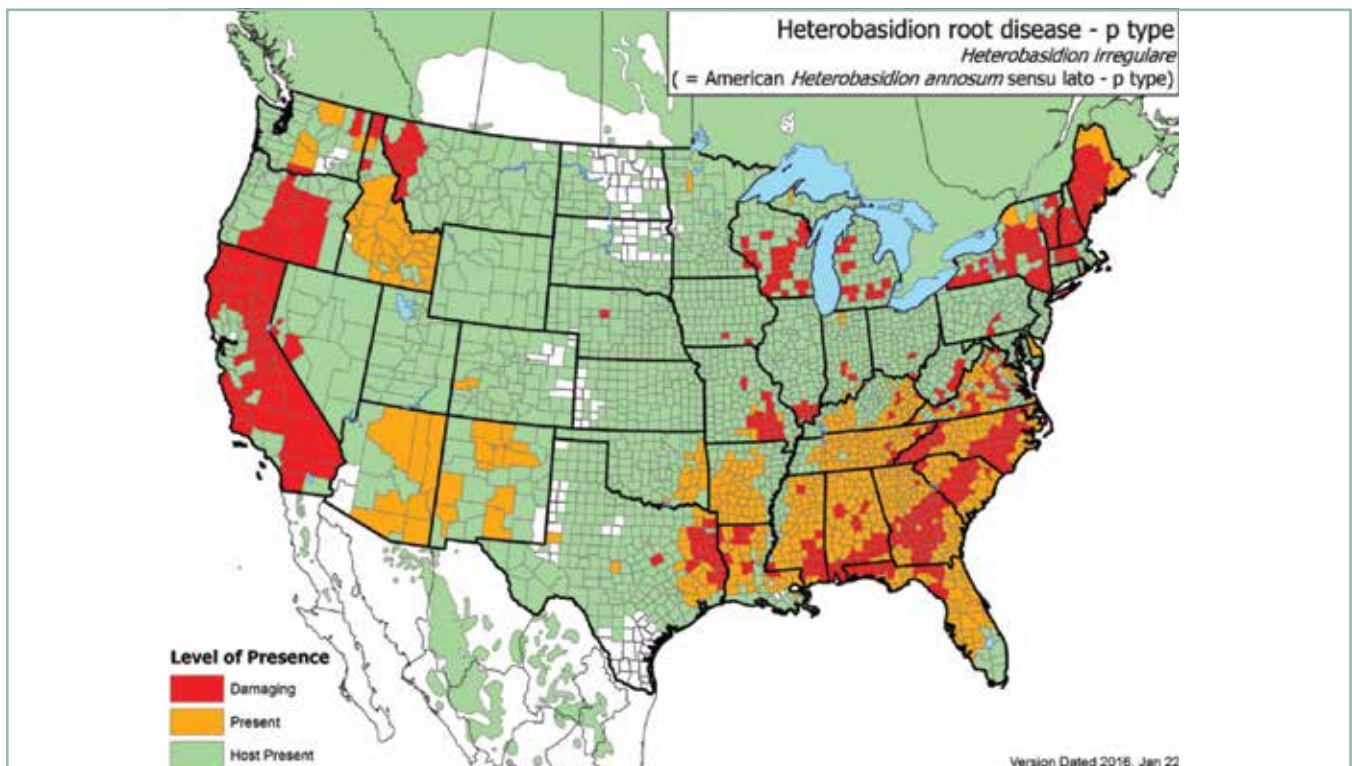 Heterobasidion root disease - p type
Heterobasidion irregulare
( = American Heterobasidion annosum sensu lato - p type)
Level of Presence
Damaging
Present
Host Present
Version Dated 2016, Jan 22